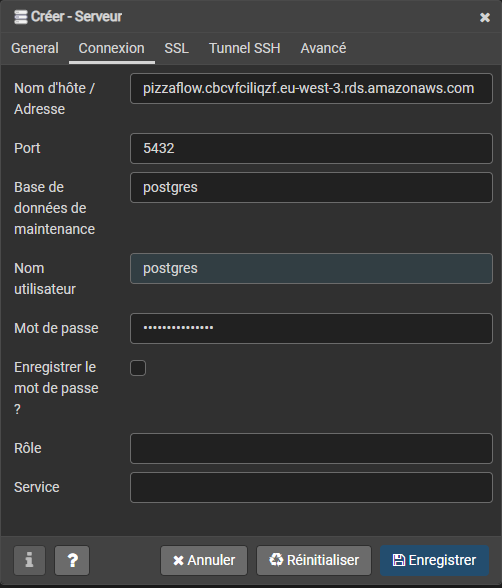 Créer - Serveur
General Connexion SSL Tunnel SSH Avancé
Nom d'hôte / Adresse pizzaflow.cbcvfciliqzf.eu-west-3.rds.amazonaws.com
Port 5432
Base de données de maintenance postgres
Nom utilisateur postgres
Mot de passe •••••••••••••••
Enregistrer le mot de passe ?
Rôle
Service
i ? Annuler Réinitialiser Enregistrer